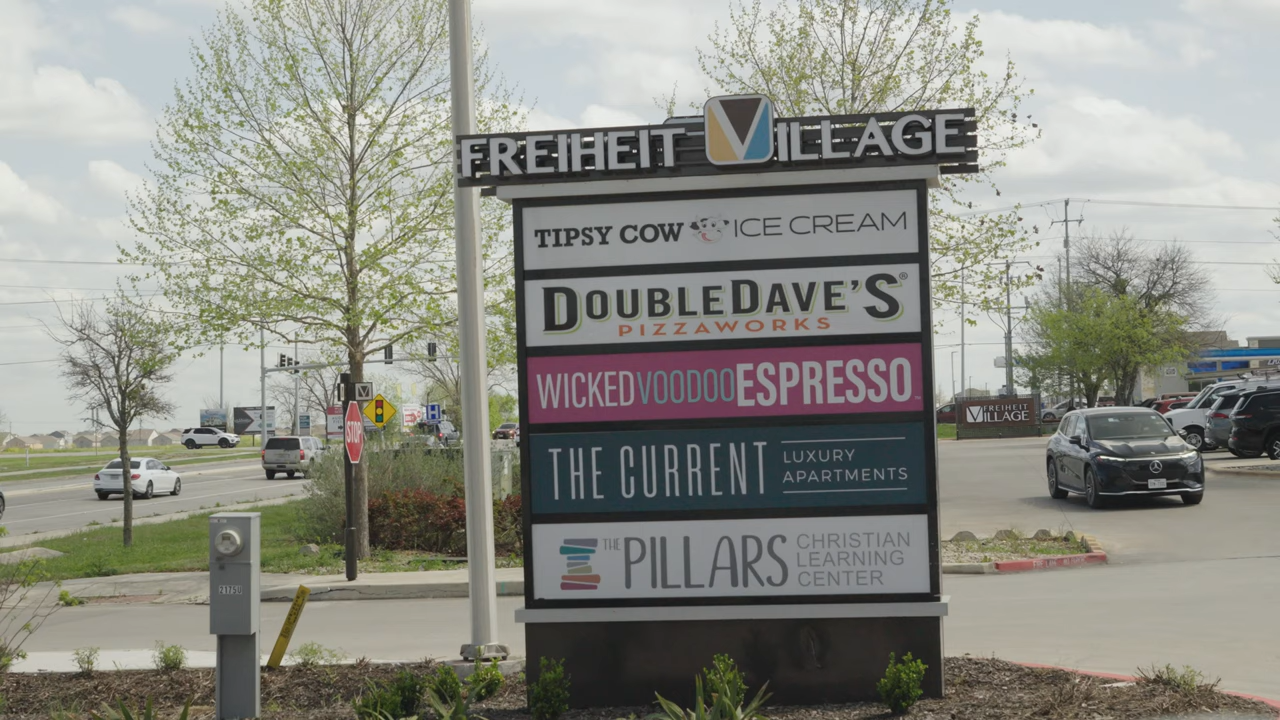 FREIHEIT VILLAGE
TIPSY COW ICE CREAM
DOUBLEDAVE'S®
PIZZAWORKS
WICKEDVOODOOESPRESSO
THE CURRENT
LUXURY
APARTMENTS
THE PILLARS
CHRISTIAN
LEARNING
CENTER
STOP
H
21750
FREIHEIT
VILLAGE